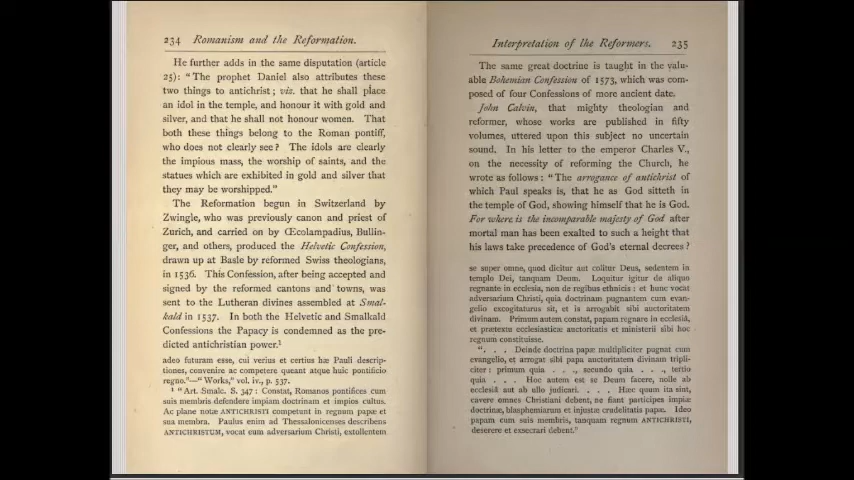 234 Romanism and the Reformation.
He further adds in the same disputation (article
25): "The prophet Daniel also attributes these
two things to antichrist; viz. that he shall place
an idol in the temple, and honour it with gold and
silver, and that he shall not honour women. That
both these things belong to the Roman pontiff,
who does not clearly see? The idols are clearly
the impious mass, the worship of saints, and the
statues which are exhibited in gold and silver that
they may be worshipped."
The Reformation begun in Switzerland by
Zwingle, who was previously canon and priest of
Zurich, and carried on by Œcolampadius, Bullin-
ger, and others, produced the Helvetic Confession,
drawn up at Basle by reformed Swiss theologians,
in 1536. This Confession, after being accepted and
signed by the reformed cantons and towns, was
sent to the Lutheran divines assembled at Smal-
kald in 1537. In both the Helvetic and Smalkald
Confessions the Papacy is condemned as the pre-
dicted antichristian power.¹
adeo futuram esse, cui verius et certius hæ Pauli descrip-
tiones, convenire ac competere queant atque huic pontificio
regno."—"Works," vol. iv., p. 537.
¹ "Art. Smalc. S. 347: Constat, Romanos pontifices cum
suis membris defendere impiam doctrinam et impios cultus.
Ac plane notæ ANTICHRISTI competunt in regnum papæ et
sua membra. Paulus enim ad Thessalonicenses describens
ANTICHRISTUM, vocat eum adversarium Christi, extollentem
Interpretation of the Reformers. 235
The same great doctrine is taught in the valu-
able Bohemian Confession of 1573, which was com-
posed of four Confessions of more ancient date.
John Calvin, that mighty theologian and
reformer, whose works are published in fifty
volumes, uttered upon this subject no uncertain
sound. In his letter to the emperor Charles V.,
on the necessity of reforming the Church, he
wrote as follows: "The arrogance of antichrist of
which Paul speaks is, that he as God sitteth in
the temple of God, showing himself that he is God.
For where is the incomparable majesty of God after
mortal man has been exalted to such a height that
his laws take precedence of God's eternal decrees?
se super omne, quod dicitur aut colitur Deus, sedentem in
templo Dei, tanquam Deum. Loquitur igitur de aliquo
regnante in ecclesia, non de regibus ethnicis: et hunc vocat
adversarium Christi, quia doctrinam pugnantem cum evan-
gelio excogitaturus sit, et is arrogabit sibi auctoritatem
divinam. Primum autem constat, papam regnare in ecclesiâ,
et prætextu ecclesiasticæ auctoritatis et ministerii sibi hoc
regnum constituisse.
". . . Deinde doctrina papæ multipliciter pugnat cum
evangelio, et arrogat sibi papa auctoritatem divinam tripli-
citer: primum quia . . ., secundo quia . . ., tertio
quia . . . Hoc autem est se Deum facere, nolle ab
ecclesiâ aut ab ullo judicari. . . . Hæc quum ita sint,
cavere omnes Christiani debent, ne fiant participes impiæ
doctrinæ, blasphemiarum et injustæ crudelitatis papæ. Ideo
papam cum suis membris, tanquam regnum ANTICHRISTI,
deserere et exsecrari debent."